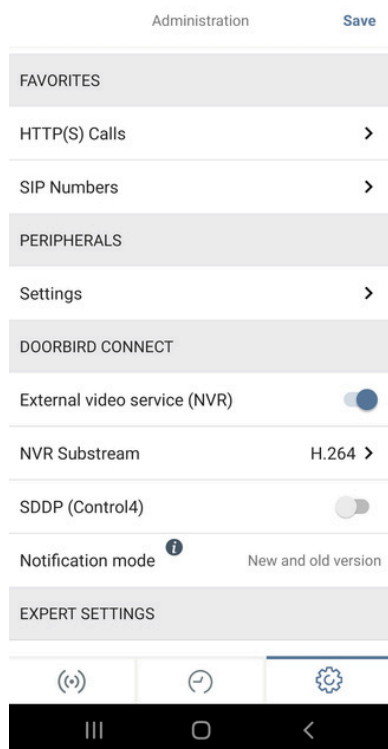 Administration Save
FAVORITES
HTTP(S) Calls
SIP Numbers
PERIPHERALS
Settings
DOORBIRD CONNECT
External video service (NVR)
NVR Substream H.264
SDDP (Control4)
Notification mode i New and old version
EXPERT SETTINGS